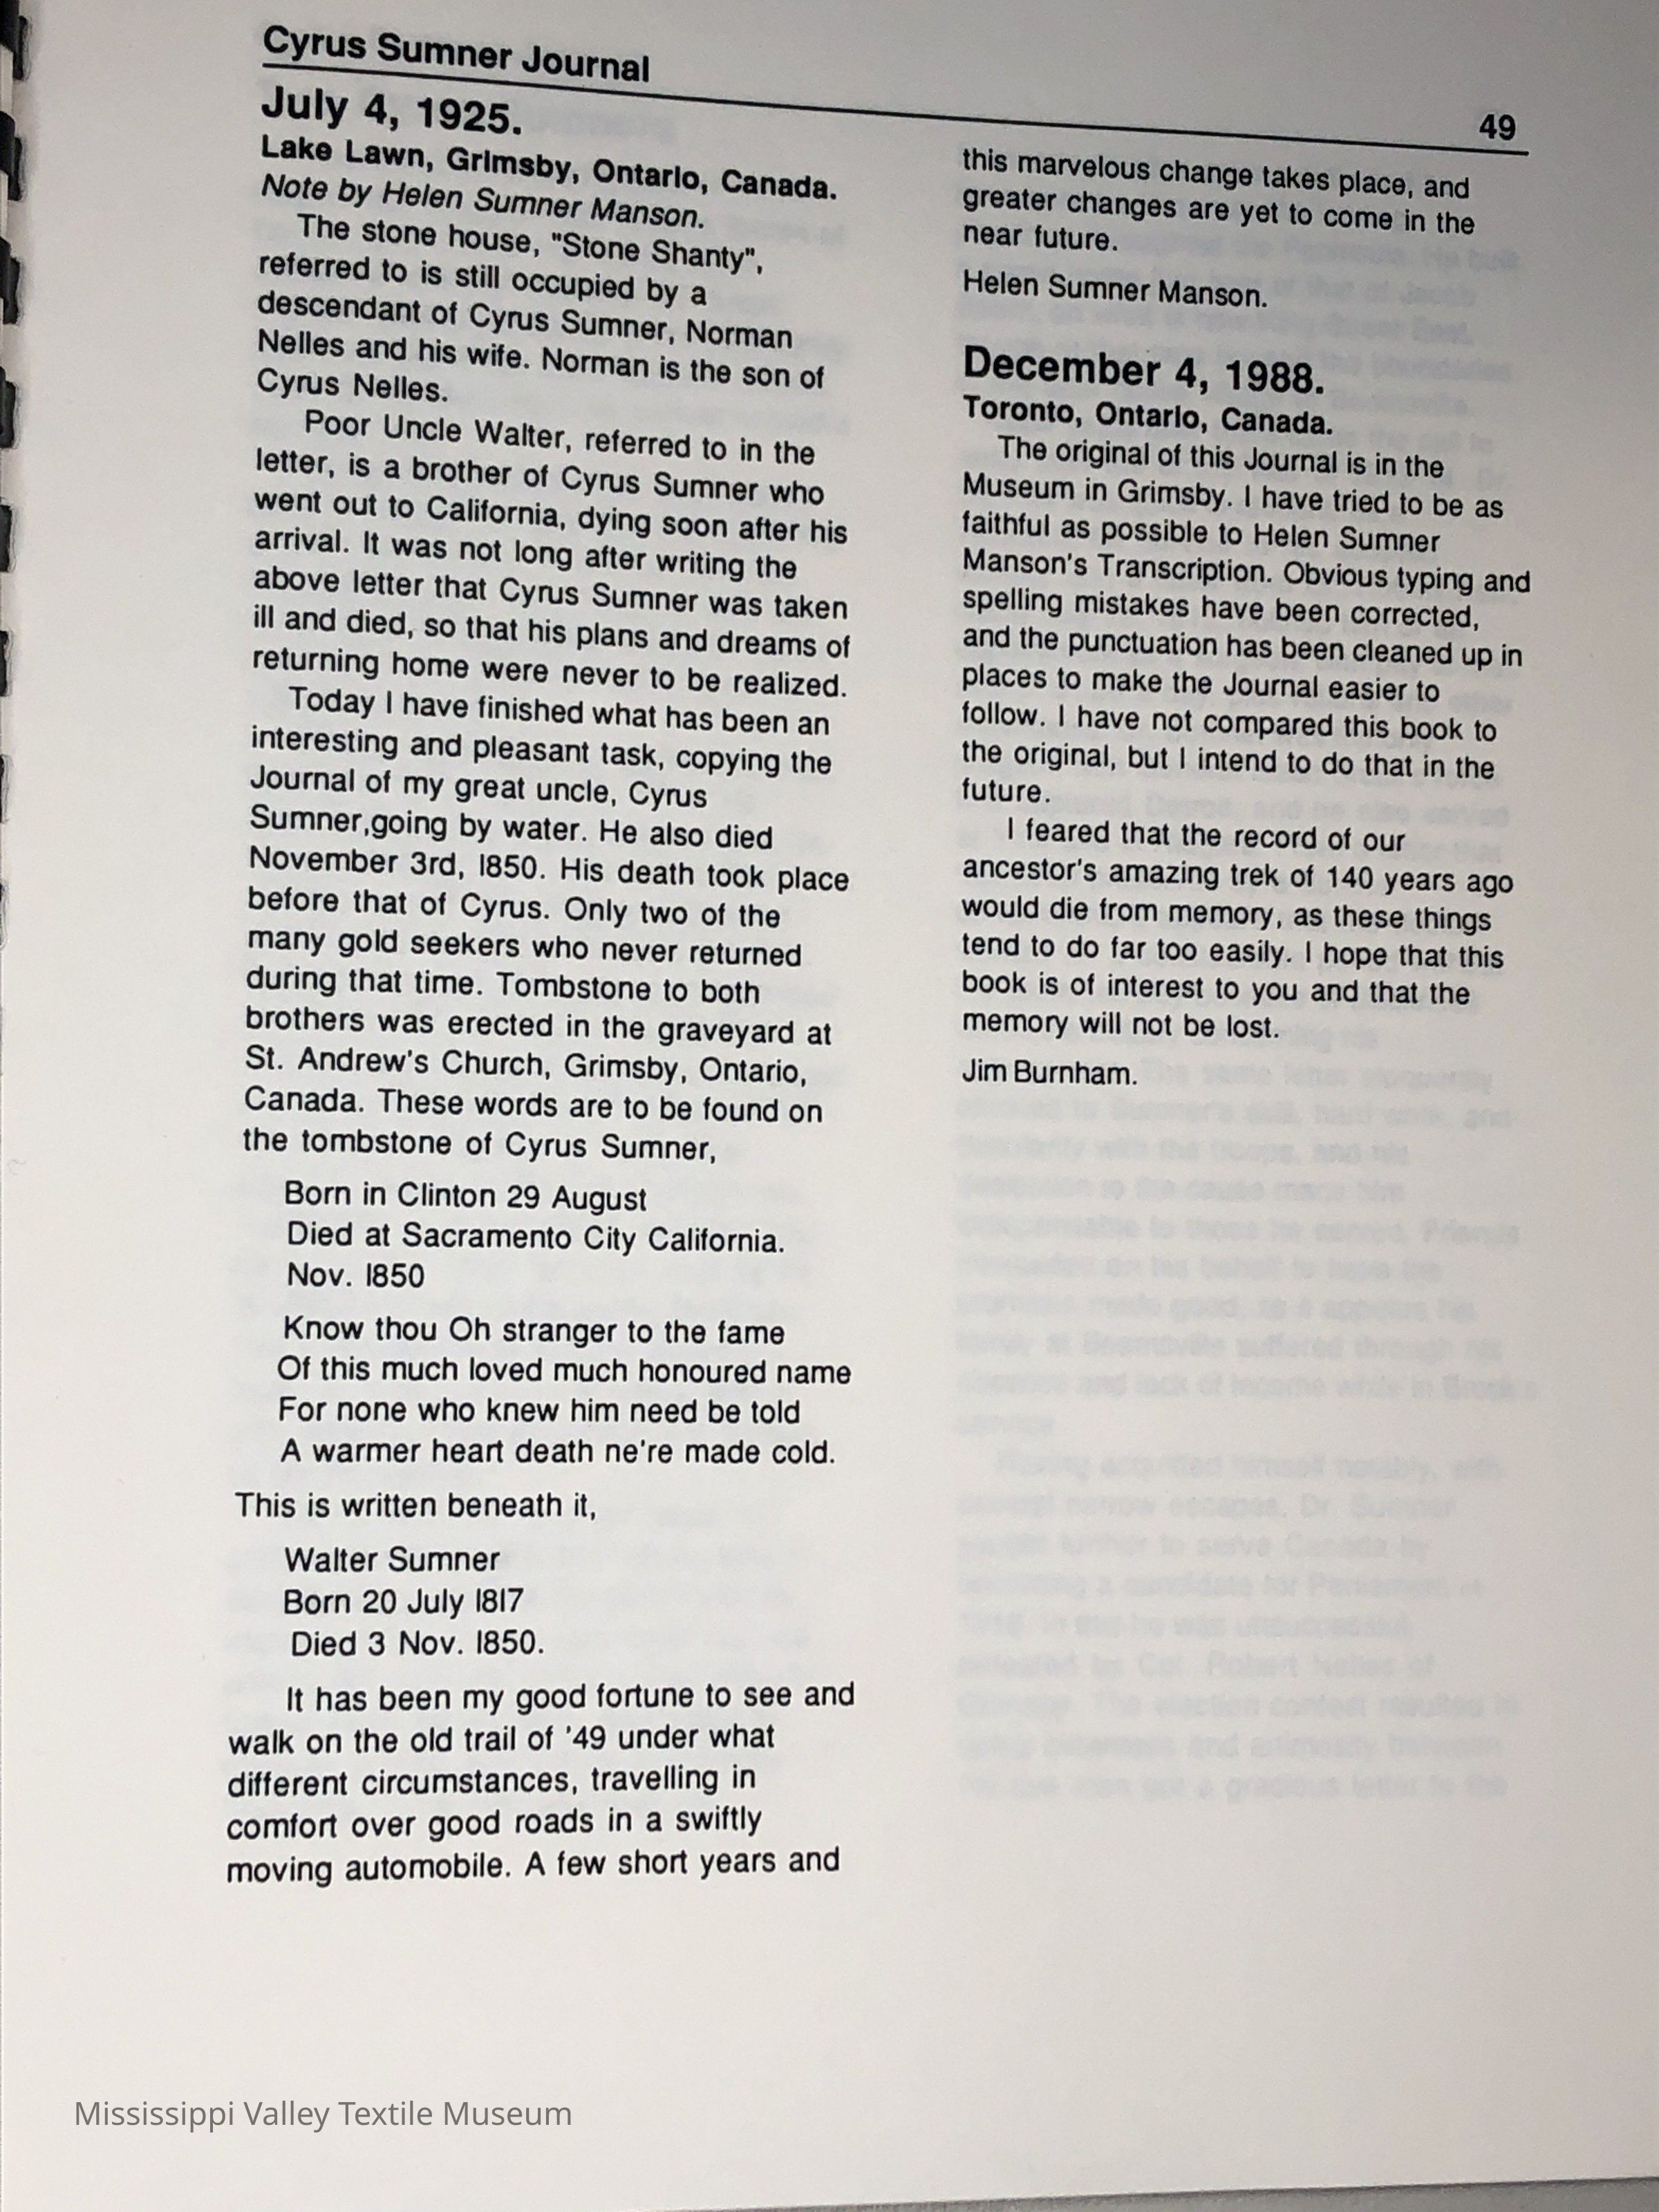 Cyrus Sumner Journal
49
July 4, 1925.
Lake Lawn, Grimsby, Ontario, Canada.
Note by Helen Sumner Manson.
The stone house, "Stone Shanty",
referred to is still occupied by a
descendant of Cyrus Sumner, Norman
Nelles and his wife. Norman is the son of
Cyrus Nelles.
Poor Uncle Walter, referred to in the
letter, is a brother of Cyrus Sumner who
went out to California, dying soon after his
arrival. It was not long after writing the
above letter that Cyrus Sumner was taken
ill and died, so that his plans and dreams of
returning home were never to be realized.
Today I have finished what has been an
interesting and pleasant task, copying the
Journal of my great uncle, Cyrus
Sumner,going by water. He also died
November 3rd, l850. His death took place
before that of Cyrus. Only two of the
many gold seekers who never returned
during that time. Tombstone to both
brothers was erected in the graveyard at
St. Andrew's Church, Grimsby, Ontario,
Canada. These words are to be found on
the tombstone of Cyrus Sumner,
Born in Clinton 29 August
Died at Sacramento City California.
Nov. l850
Know thou Oh stranger to the fame
Of this much loved much honoured name
For none who knew him need be told
A warmer heart death ne're made cold.
This is written beneath it,
Walter Sumner
Born 20 July l8l7
Died 3 Nov. l850.
It has been my good fortune to see and
walk on the old trail of '49 under what
different circumstances, travelling in
comfort over good roads in a swiftly
moving automobile. A few short years and
this marvelous change takes place, and
greater changes are yet to come in the
near future.
Helen Sumner Manson.
December 4, 1988.
Toronto, Ontario, Canada.
The original of this Journal is in the
Museum in Grimsby. I have tried to be as
faithful as possible to Helen Sumner
Manson's Transcription. Obvious typing and
spelling mistakes have been corrected,
and the punctuation has been cleaned up in
places to make the Journal easier to
follow. I have not compared this book to
the original, but I intend to do that in the
future.
I feared that the record of our
ancestor's amazing trek of 140 years ago
would die from memory, as these things
tend to do far too easily. I hope that this
book is of interest to you and that the
memory will not be lost.
Jim Burnham.
Mississippi Valley Textile Museum